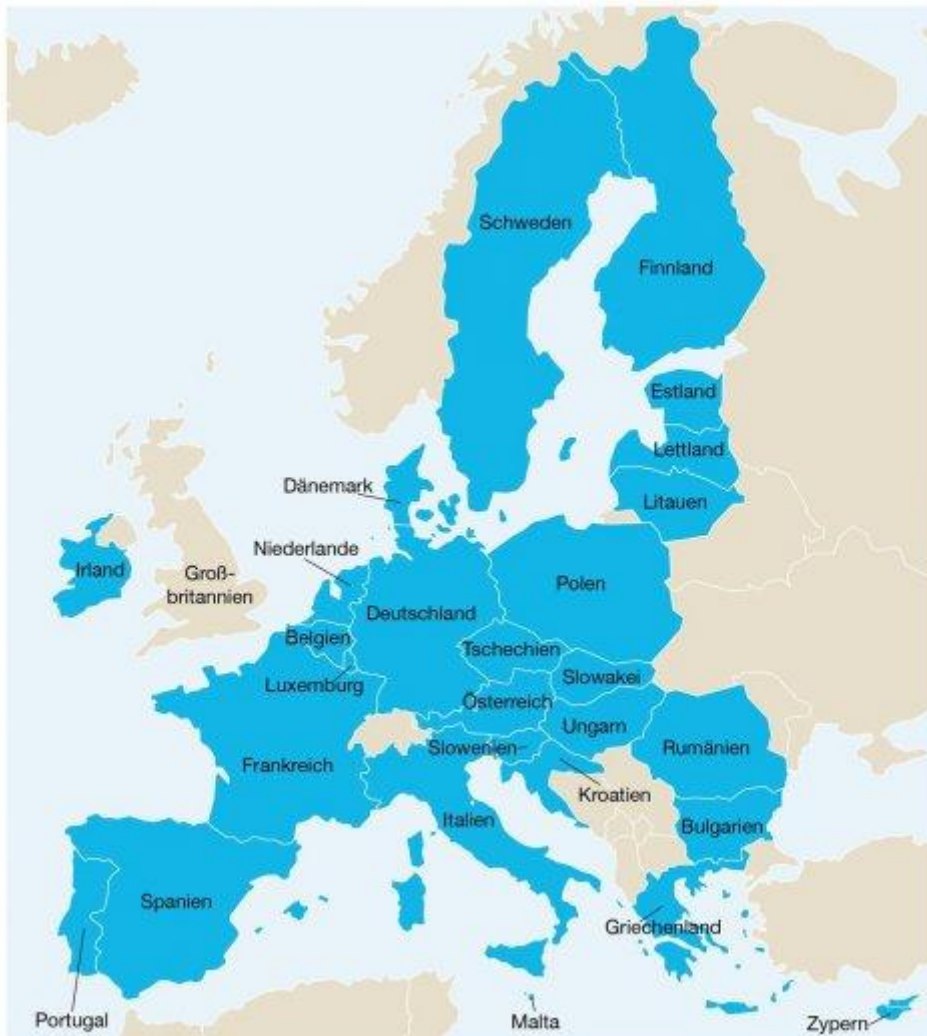 Schweden
Finnland
Estland
Lettland
Dänemark
Litauen
Niederlande
Irland
Groß-
britannien
Polen
Deutschland
Belgien
Tschechien
Slowakei
Luxemburg
Österreich
Ungarn
Slowenien
Rumänien
Frankreich
Kroatien
Italien
Bulgarien
Spanien
Griechenland
Portugal
Malta
Zypern